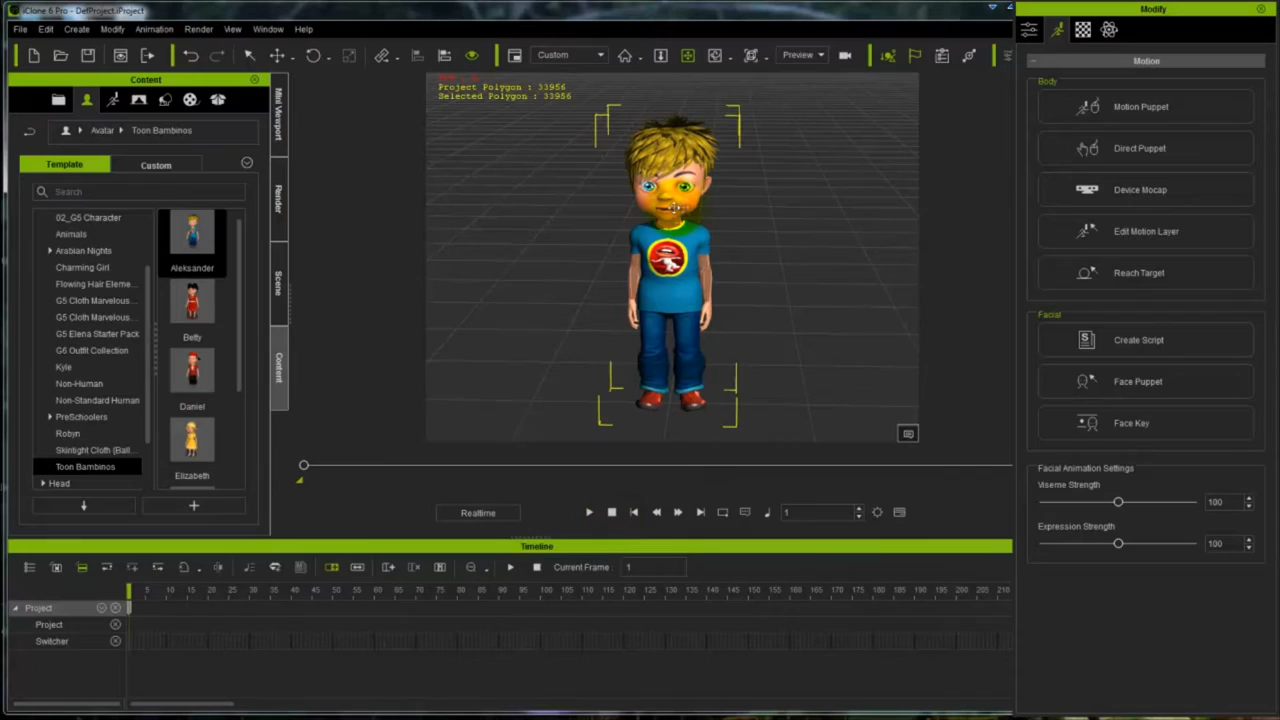 iClone 6 Pro - DefProject.iProject
File Edit Create Modify Animation Render View Window Help
Custom
Preview
Content
Avatar Toon Bambinos
Template Custom
Search
02_G5 Character
Animals
Arabian Nights
Charming Girl
Flowing Hair Eleme...
G5 Cloth Marvelous...
G5 Cloth Marvelous...
G5 Elena Starter Pack
G6 Outfit Collection
Kyle
Non-Human
Non-Standard Human
PreSchoolers
Robyn
Skintight Cloth (Ball...
Toon Bambinos
Head
Aleksander
Betty
Daniel
Elizabeth
Mini Viewport
Render
Scene
Content
Project Polygon : 33956
Selected Polygon : 33956
Realtime
1
Timeline
Current Frame : 1
5 10 15 20 25 30 35 40 45 50 55 60 65 70 75 80 85 90 95 100 105 110 115 120 125 130 135 140 145 150 155 160 165 170 175 180 185 190 195 200 205 210
Project
Project
Switcher
Modify
Motion
Body
Motion Puppet
Direct Puppet
Device Mocap
Edit Motion Layer
Reach Target
Facial
Create Script
Face Puppet
Face Key
Facial Animation Settings
Viseme Strength
100
Expression Strength
100